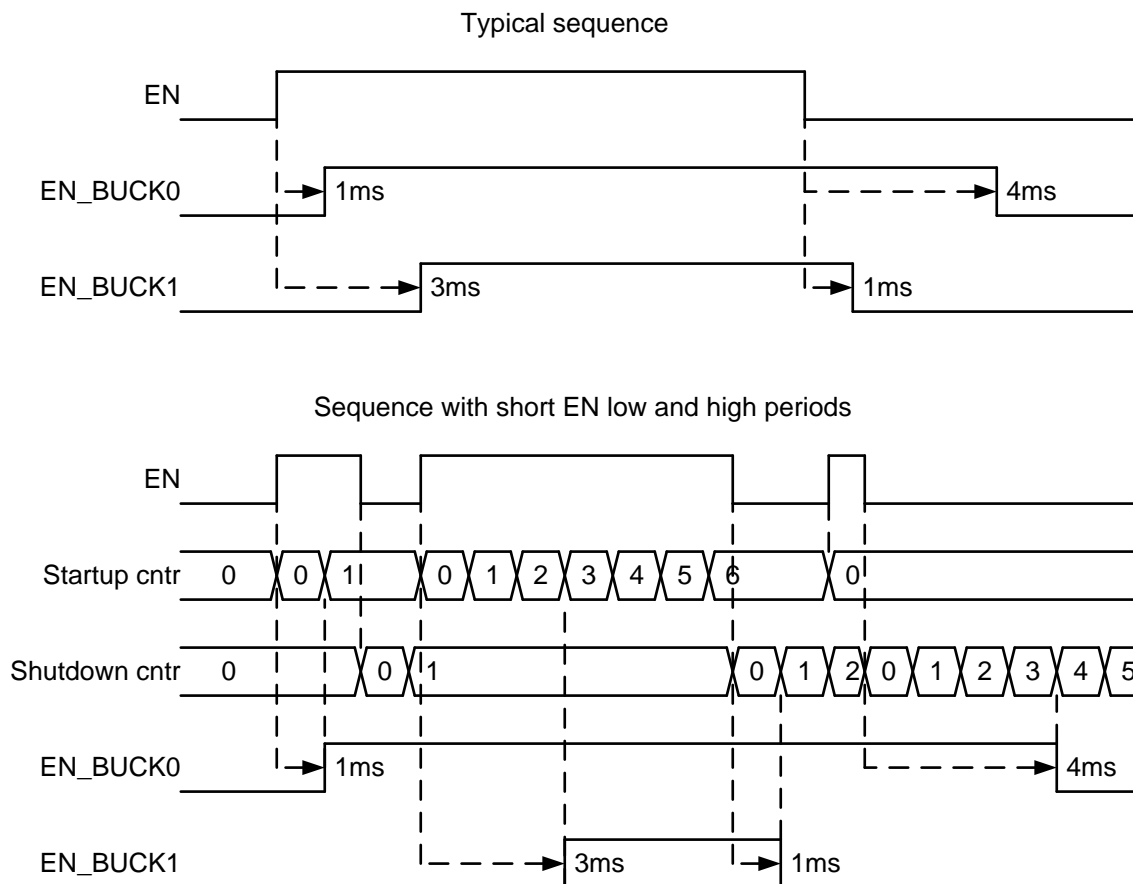 Typical sequence
EN
EN_BUCK0 1ms 4ms
EN_BUCK1 3ms 1ms
Sequence with short EN low and high periods
EN
Startup cntr 0 0 1 0 1 2 3 4 5 6 0
Shutdown cntr 0 0 1 0 1 2 0 1 2 3 4 5
EN_BUCK0 1ms 4ms
EN_BUCK1 3ms 1ms